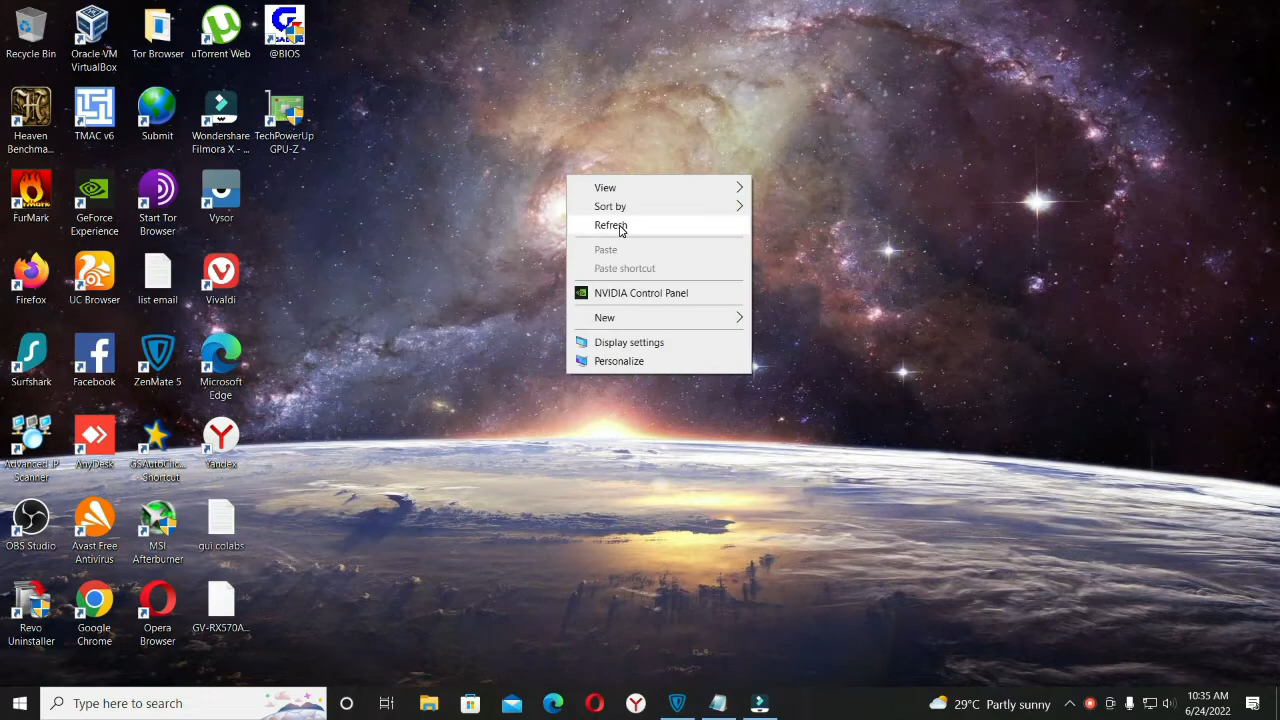 Recycle Bin
Oracle VM
VirtualBox
Tor Browser
uTorrent Web
@BIOS
Heaven
Benchma...
TMAC v6
Submit
Wondershare
Filmora X - ...
TechPowerUp
GPU-Z
FurMark
GeForce
Experience
Start Tor
Browser
Vysor
Firefox
UC Browser
list email
Vivaldi
Surfshark
Facebook
ZenMate 5
Microsoft
Edge
Advanced IP
Scanner
AnyDesk
GSAutoClic...
- Shortcut
Yandex
OBS Studio
Avast Free
Antivirus
MSI
Afterburner
gui colabs
Revo
Uninstaller
Google
Chrome
Opera
Browser
GV-RX570A...
View
Sort by
Refresh
Paste
Paste shortcut
NVIDIA Control Panel
New
Display settings
Personalize
Type here to search
29°C Partly sunny
10:35 AM
6/24/2022